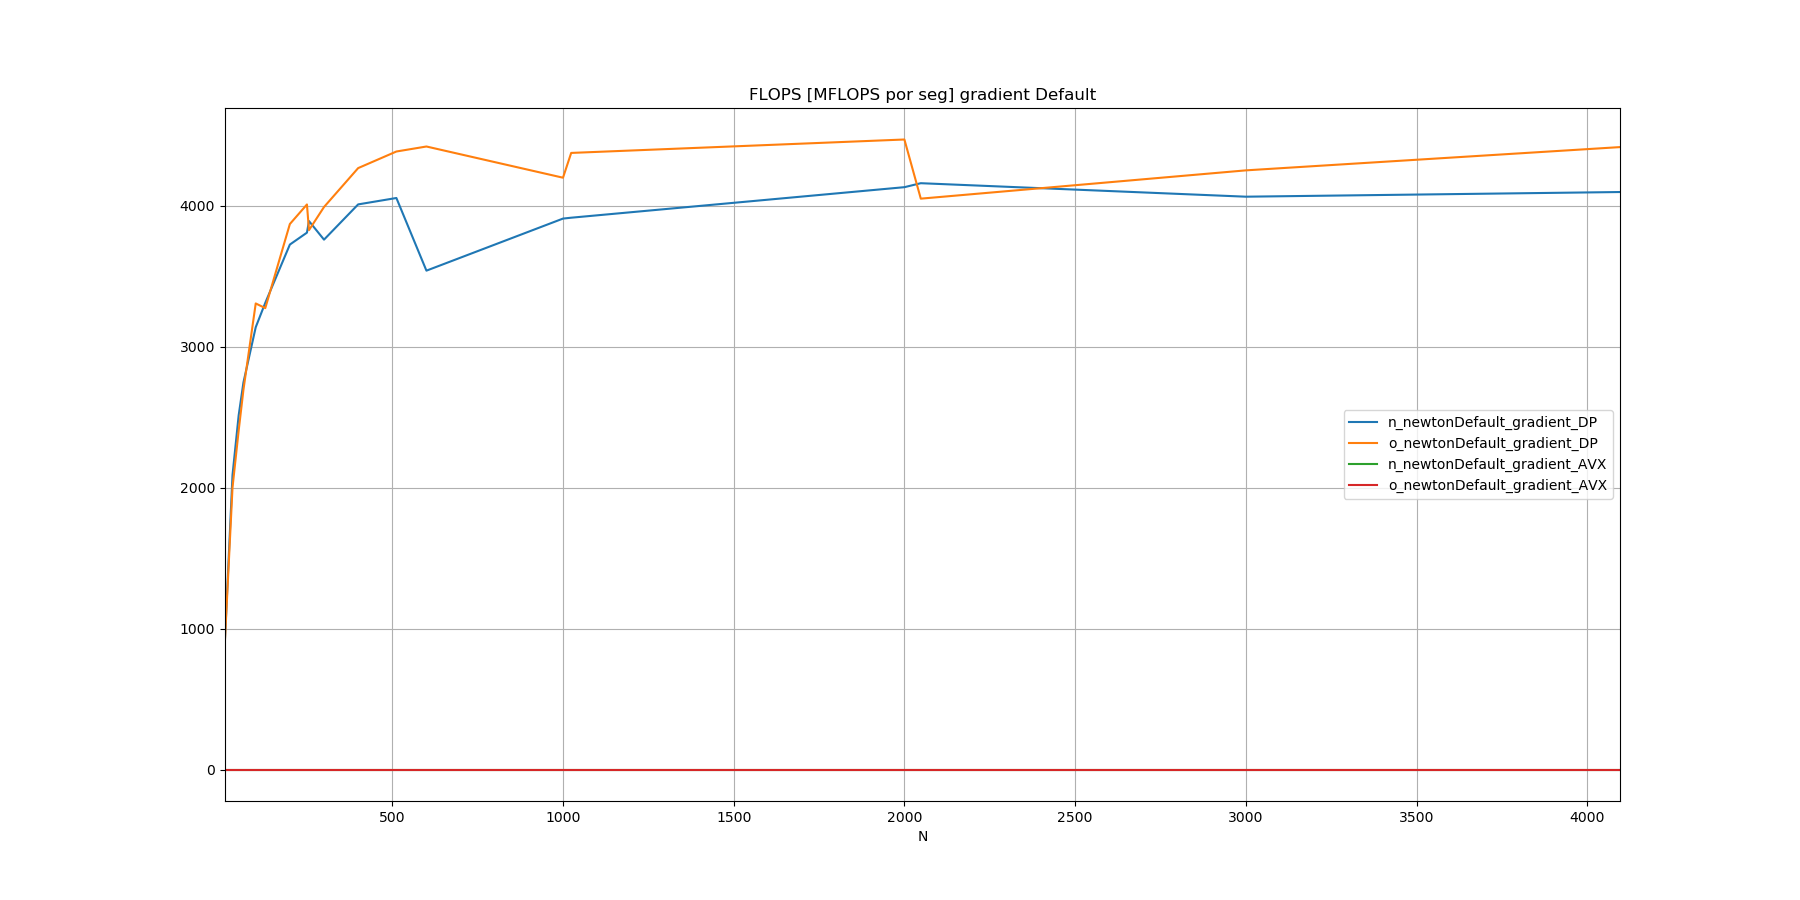 FLOPS [MFLOPS por seg] gradient Default
4000
3000
2000
1000
0
n_newtonDefault_gradient_DP
o_newtonDefault_gradient_DP
n_newtonDefault_gradient_AVX
o_newtonDefault_gradient_AVX
500 1000 1500 2000 2500 3000 3500 4000
N